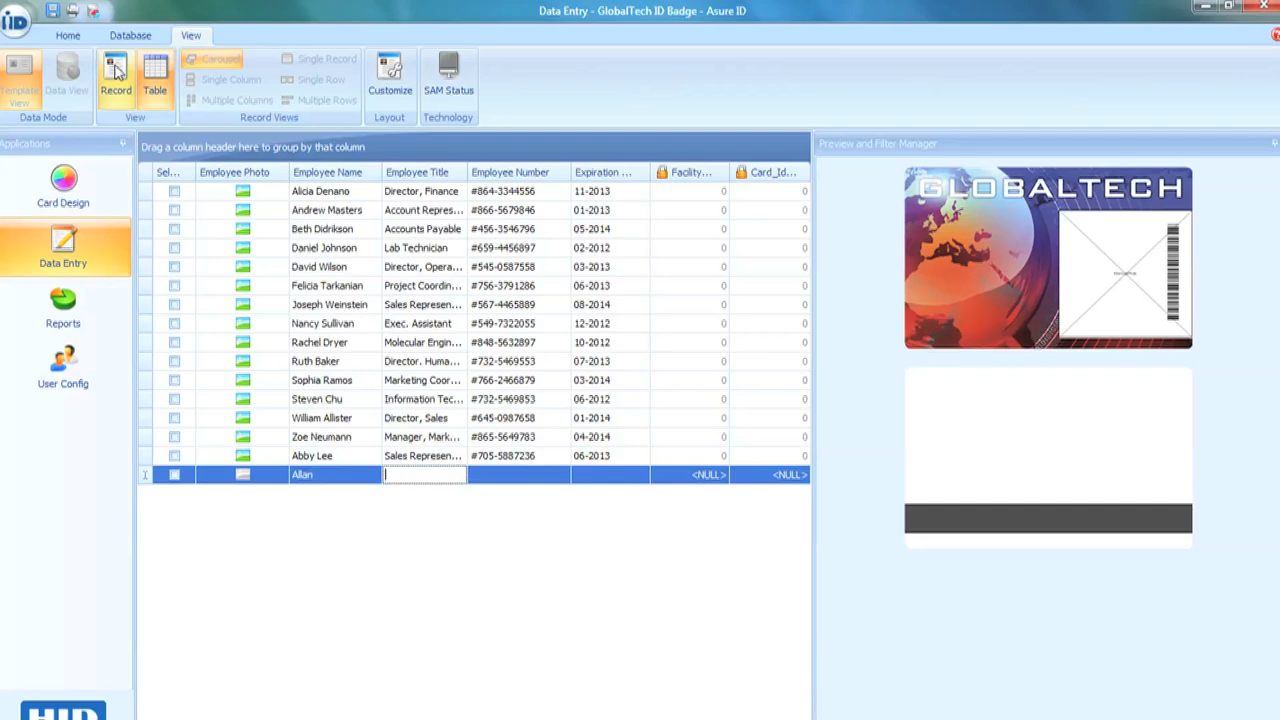 Data Entry - GlobalTech ID Badge - Asure ID
iD
Home Database View
Template View
Data View
Record
Table
Carousel
Single Record
Single Column
Single Row
Multiple Columns
Multiple Rows
Customize
SAM Status
Data Mode View Record Views Layout Technology
Applications
Card Design
Data Entry
Reports
User Config
HID
Drag a column header here to group by that column
Sel... Employee Photo Employee Name Employee Title Employee Number Expiration ... Facility... Card_Id...
Alicia Denano Director, Finance #864-3344556 11-2013 0 0
Andrew Masters Account Repres... #866-5679846 01-2013 0 0
Beth Didrikson Accounts Payable #456-3546796 05-2014 0 0
Daniel Johnson Lab Technician #659-4456897 02-2012 0 0
David Wilson Director, Opera... #545-0587558 03-2013 0 0
Felicia Tarkanian Project Coordin... #756-3791286 06-2013 0 0
Joseph Weinstein Sales Represen... #567-4465889 08-2014 0 0
Nancy Sullivan Exec. Assistant #549-7322055 12-2012 0 0
Rachel Dryer Molecular Engin... #848-5632897 10-2012 0 0
Ruth Baker Director. Huma... #732-5469553 07-2013 0 0
Sophia Ramos Marketing Coor... #766-2466879 03-2014 0 0
Steven Chu Information Tec... #732-5469853 06-2012 0 0
William Allister Director, Sales #645-0987658 01-2014 0 0
Zoe Neumann Manager, Mark... #865-5649783 04-2014 0 0
Abby Lee Sales Represen... #705-5887236 06-2013 0 0
Allan <NULL> <NULL>
Preview and Filter Manager
GLOBALTECH